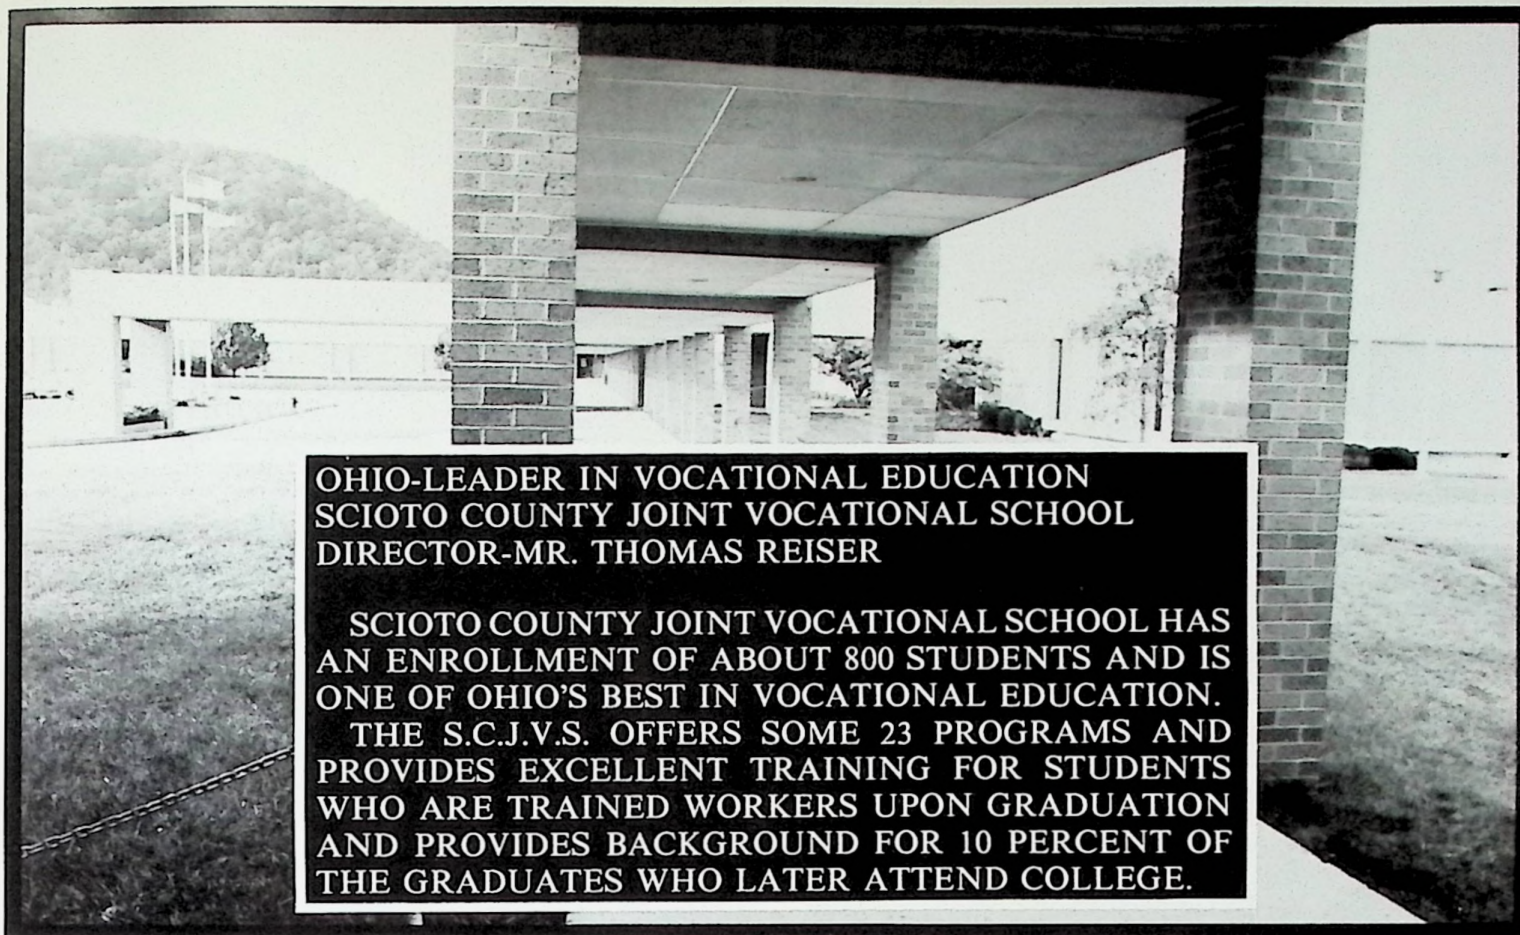 OHIO-LEADER IN VOCATIONAL EDUCATION
SCIOTO COUNTY JOINT VOCATIONAL SCHOOL
DIRECTOR-MR. THOMAS REISER
SCIOTO COUNTY JOINT VOCATIONAL SCHOOL HAS
AN ENROLLMENT OF ABOUT 800 STUDENTS AND IS
ONE OF OHIO'S BEST IN VOCATIONAL EDUCATION.
THE S.C.J.V.S. OFFERS SOME 23 PROGRAMS AND
PROVIDES EXCELLENT TRAINING FOR STUDENTS
WHO ARE TRAINED WORKERS UPON GRADUATION
AND PROVIDES BACKGROUND FOR 10 PERCENT OF
THE GRADUATES WHO LATER ATTEND COLLEGE.